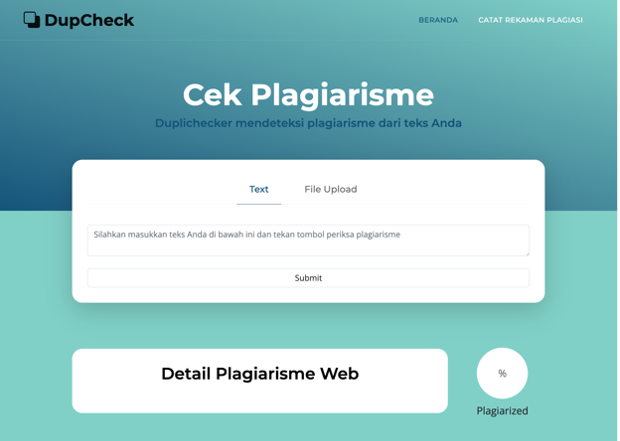 DupCheck
BERANDA
CATAT REKAMAN PLAGIASI
Cek Plagiarisme
Duplichecker mendeteksi plagiarisme dari teks Anda
Text
File Upload
Silahkan masukkan teks Anda di bawah ini dan tekan tombol periksa plagiarisme
Submit
Detail Plagiarisme Web
%
Plagiarized